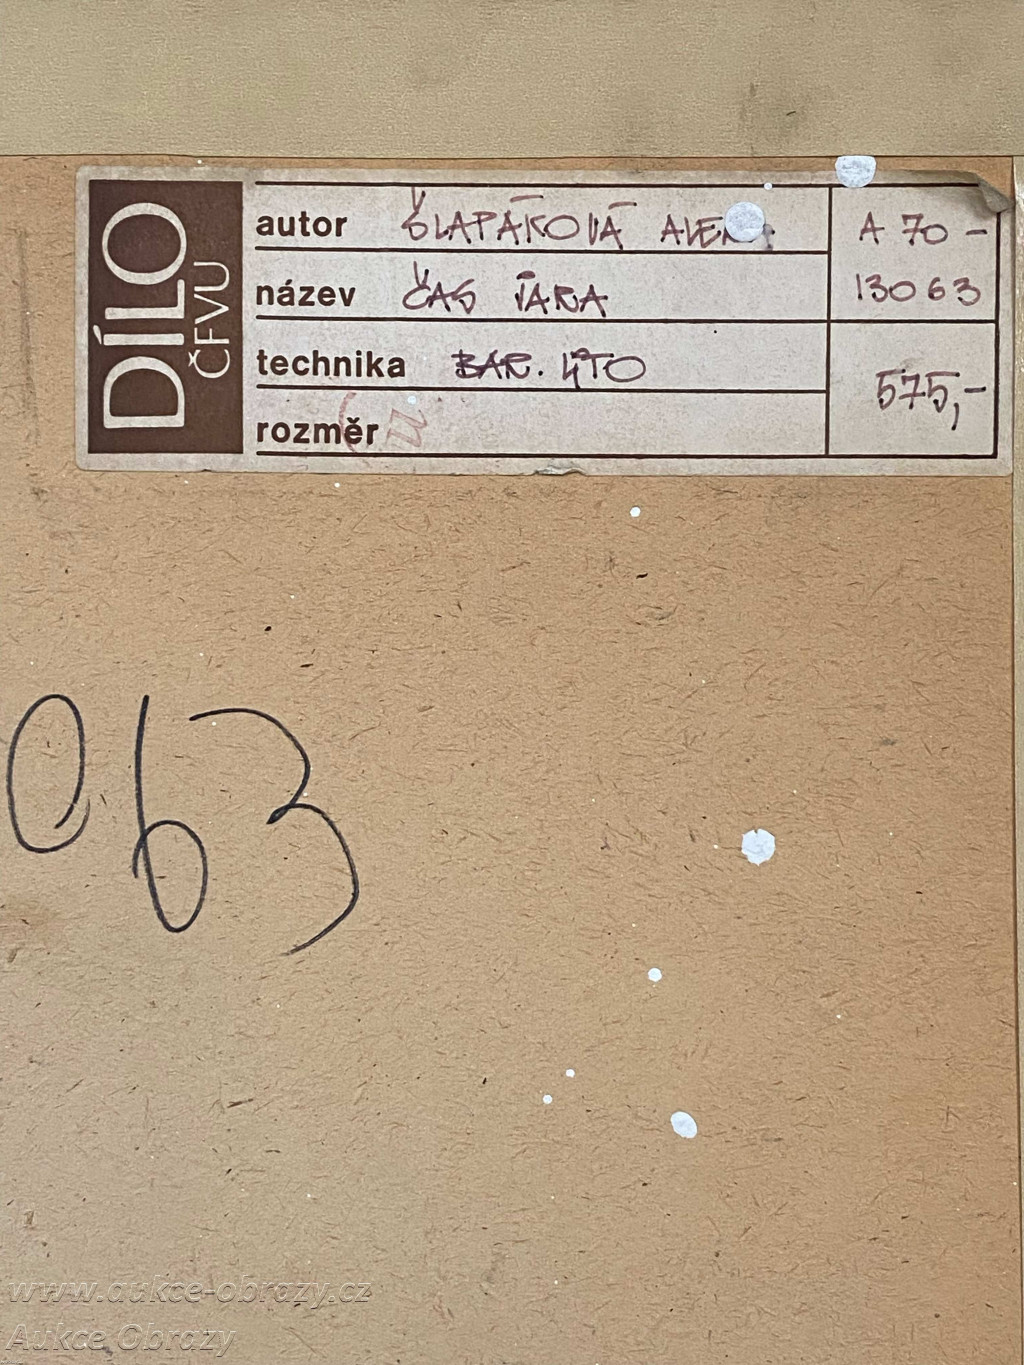 DÍLO
ČFVU
autor ŠLAPÁKOVÁ
A 70 -
název ČAS JARA
13063
technika BAR. LITO
575,-
rozměr
063
www.aukce-obrazy.cz
Aukce Obrazy